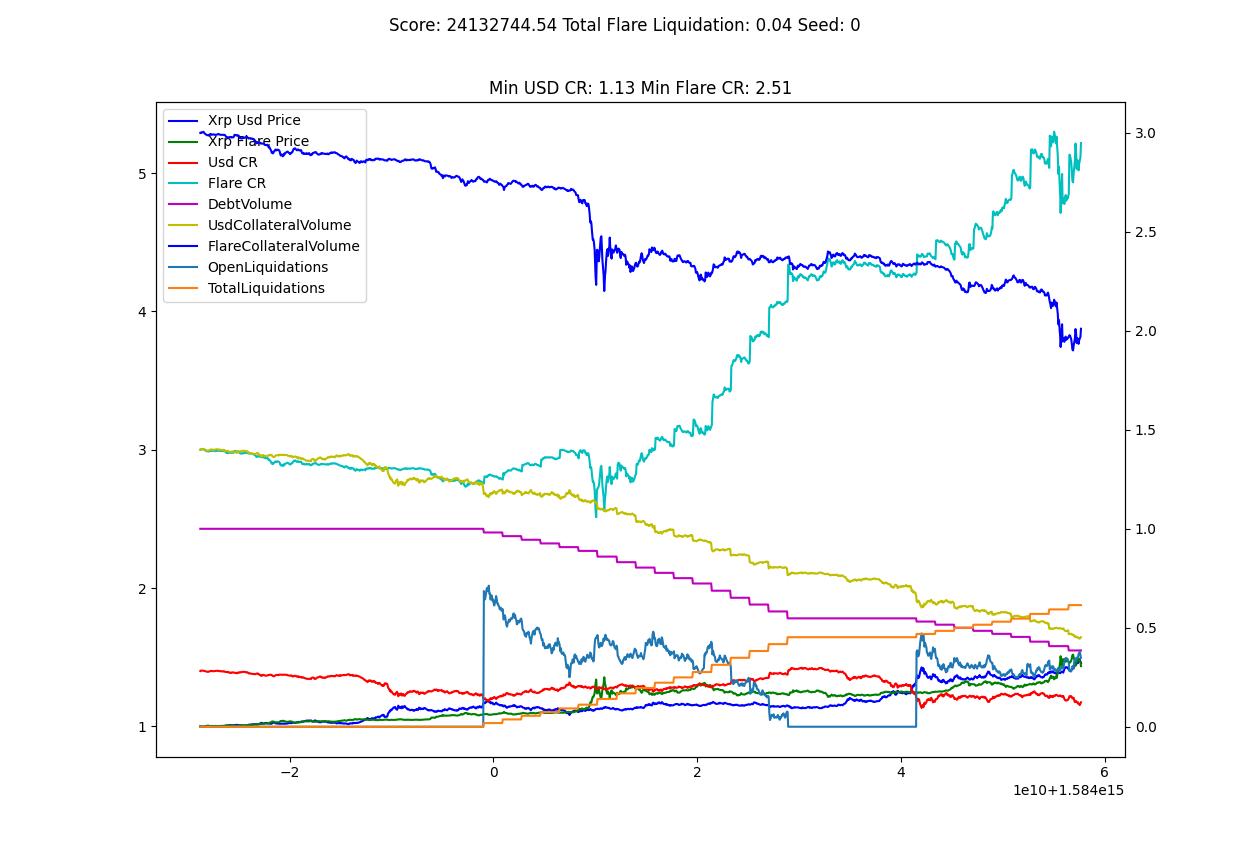 Score: 24132744.54 Total Flare Liquidation: 0.04 Seed: 0
Min USD CR: 1.13 Min Flare CR: 2.51
Xrp Usd Price
Xrp Flare Price
Usd CR
Flare CR
DebtVolume
UsdCollateralVolume
FlareCollateralVolume
OpenLiquidations
TotalLiquidations
5
4
3
2
1
3.0
2.5
2.0
1.5
1.0
0.5
0.0
−2 0 2 4 6
1e10+1.584e15